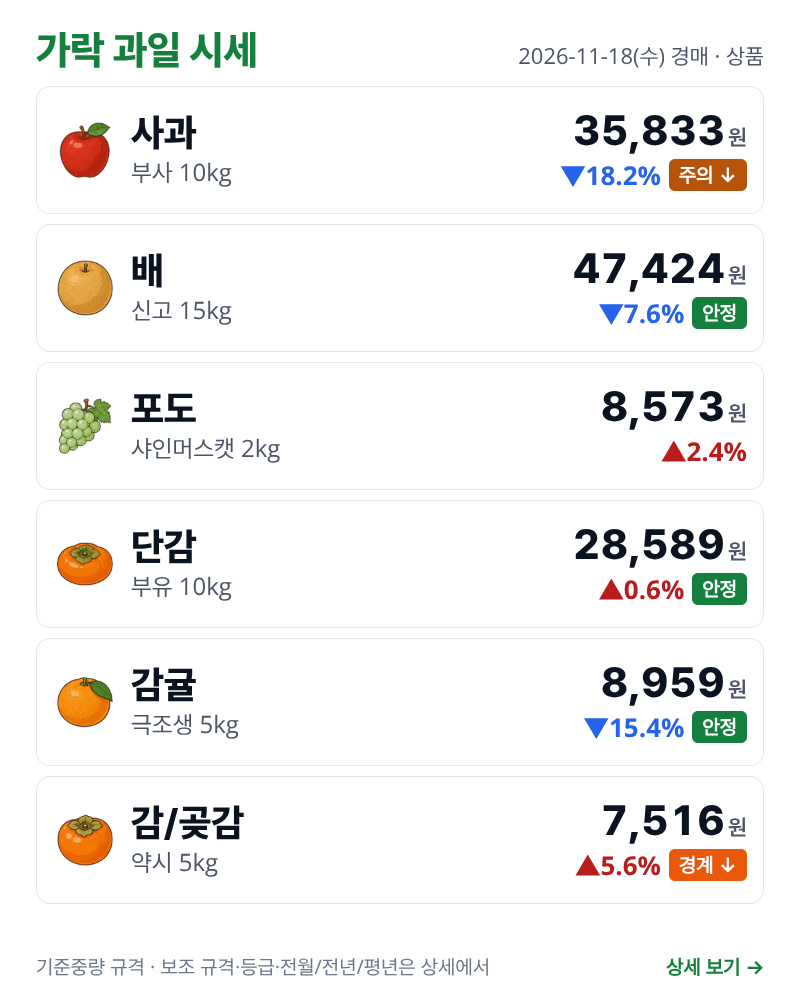 가락 과일 시세
2026-11-18(수) 경매 · 상품
사과
부사 10kg
35,833원
▼18.2% 주의 ↓
배
신고 15kg
47,424원
▼7.6% 안정
포도
샤인머스캣 2kg
8,573원
▲2.4%
단감
부유 10kg
28,589원
▲0.6% 안정
감귤
극조생 5kg
8,959원
▼15.4% 안정
감/곶감
약시 5kg
7,516원
▲5.6% 경계 ↓
기준중량 규격 · 보조 규격·등급·전월/전년/평년은 상세에서
상세 보기 →